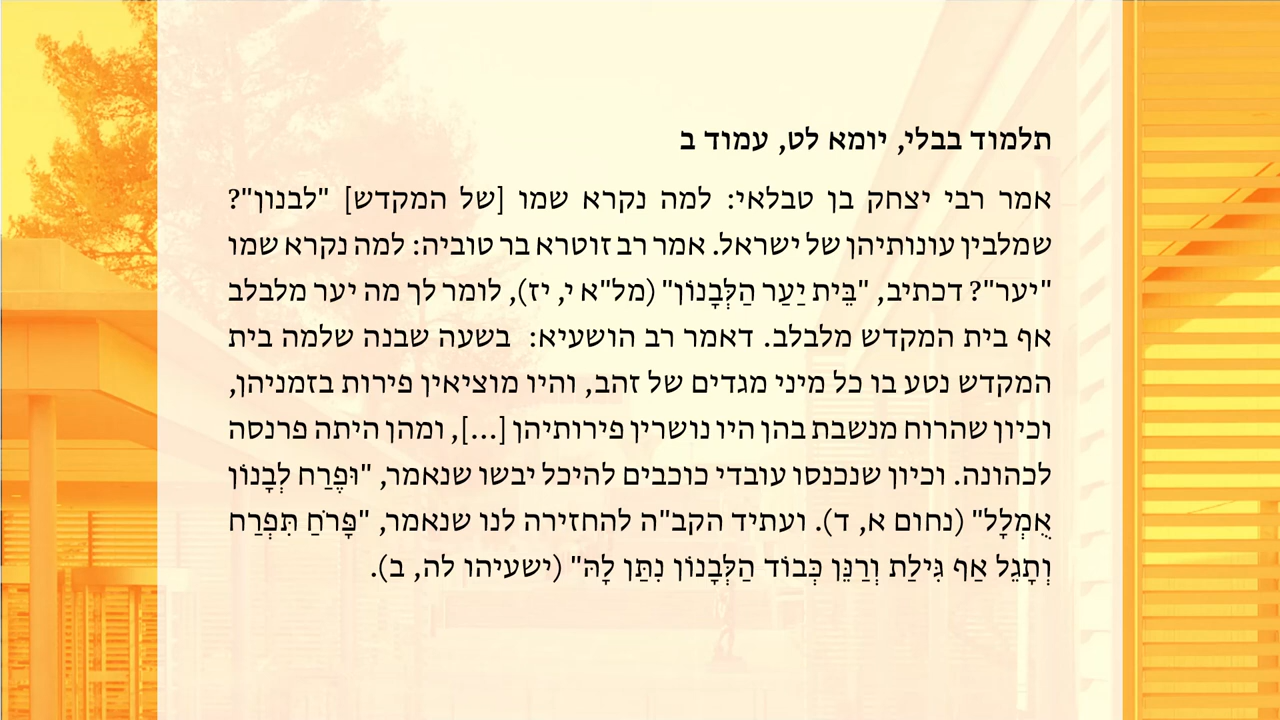 תלמוד בבלי, יומא לט, עמוד ב
אמר רבי יצחק בן טבלאי: למה נקרא שמו [של המקדש] "לבנון"?
שמלבין עונותיהן של ישראל. אמר רב זוטרא בר טוביה: למה נקרא שמו
"יער"? דכתיב, "בֵּית יַעַר הַלְּבָנוֹן" (מל"א י, יז), לומר לך מה יער מלבלב
אף בית המקדש מלבלב. דאמר רב הושעיא: בשעה שבנה שלמה בית
המקדש נטע בו כל מיני מגדים של זהב, והיו מוציאין פירות בזמניהן,
וכיון שהרוח מנשבת בהן היו נושרין פירותיהן [...], ומהן היתה פרנסה
לכהונה. וכיון שנכנסו עובדי כוכבים להיכל יבשו שנאמר, "וּפֶרַח לְבָנוֹן
אֻמְלָל" (נחום א, ד). ועתיד הקב"ה להחזירה לנו שנאמר, "פָּרֹחַ תִּפְרַח
וְתָגֵל אַף גִּילַת וְרַנֵּן כְּבוֹד הַלְּבָנוֹן נִתַּן לָהּ" (ישעיהו לה, ב).